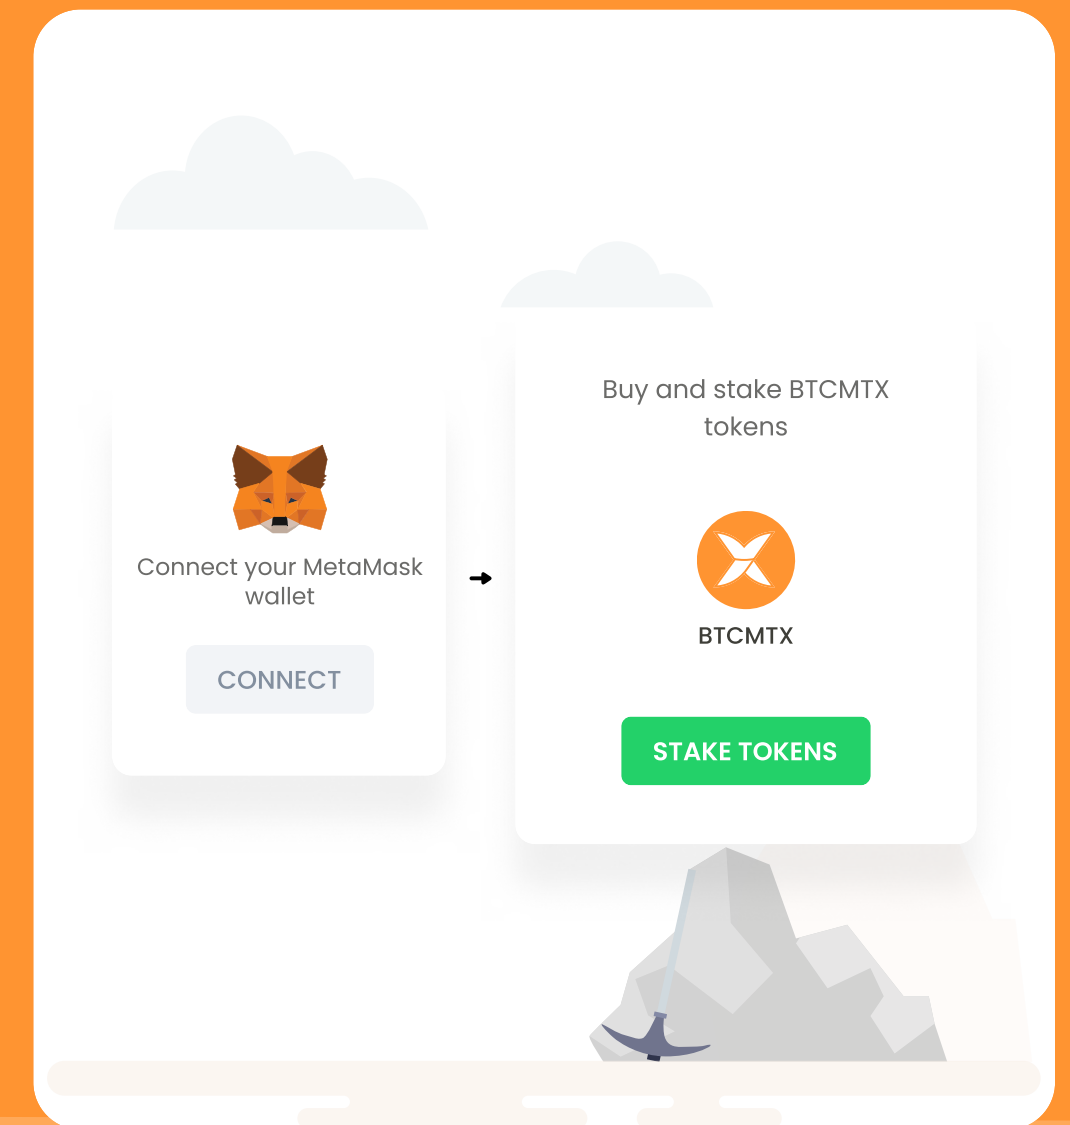 Connect your MetaMask
wallet
CONNECT
Buy and stake BTCMTX
tokens
BTCMTX
STAKE TOKENS